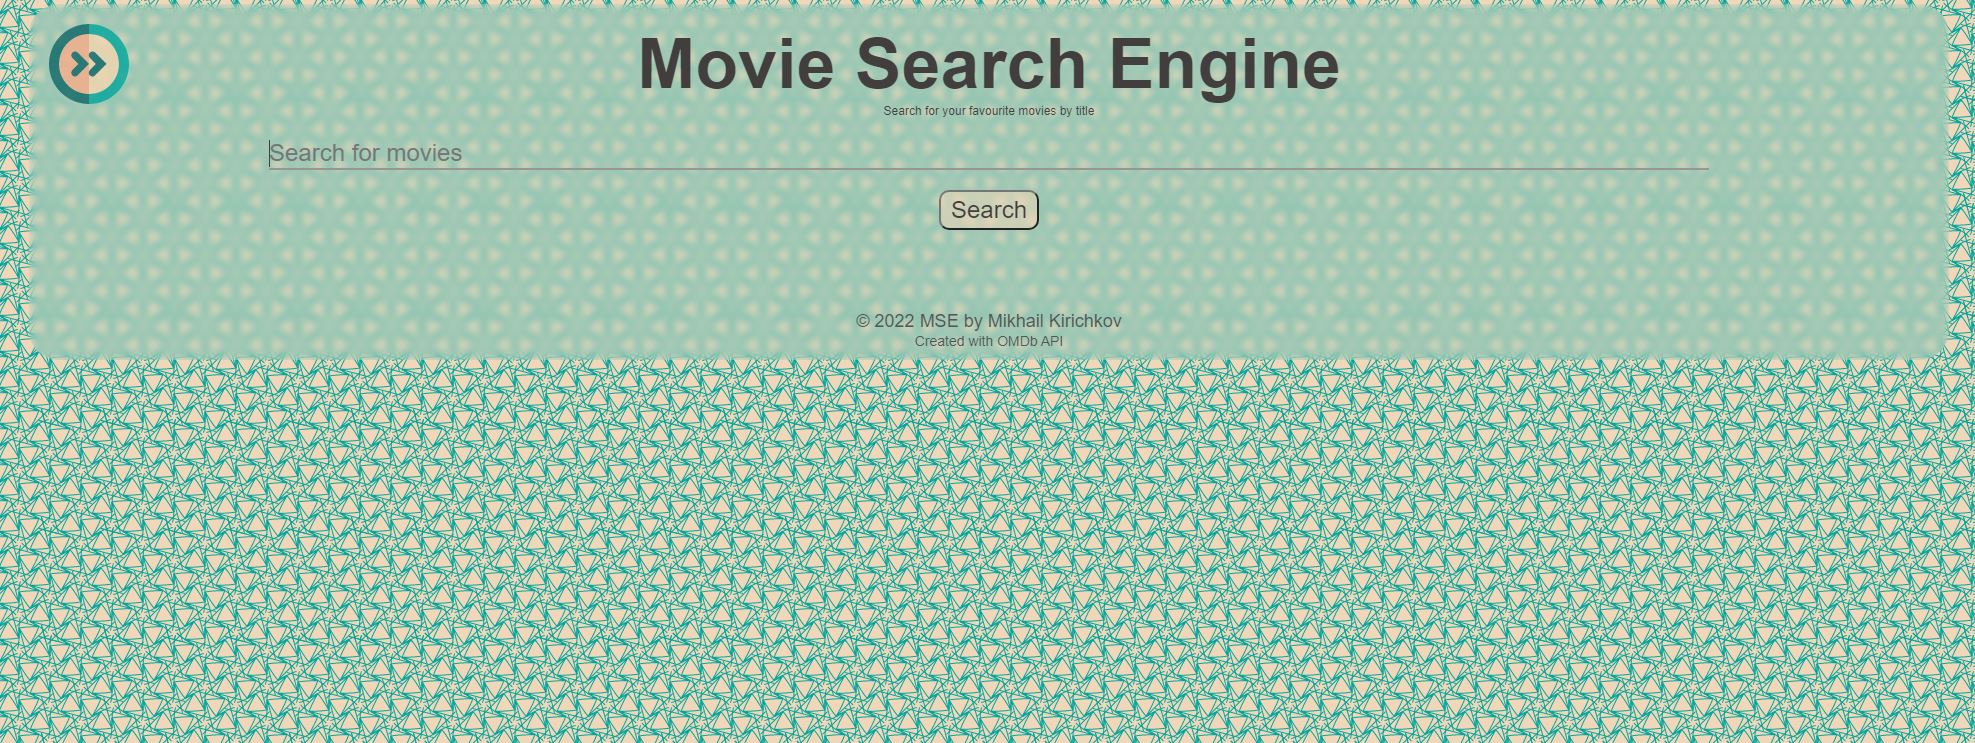 Movie Search Engine
Search for your favourite movies by title
Search for movies
Search
© 2022 MSE by Mikhail Kirichkov
Created with OMDb API